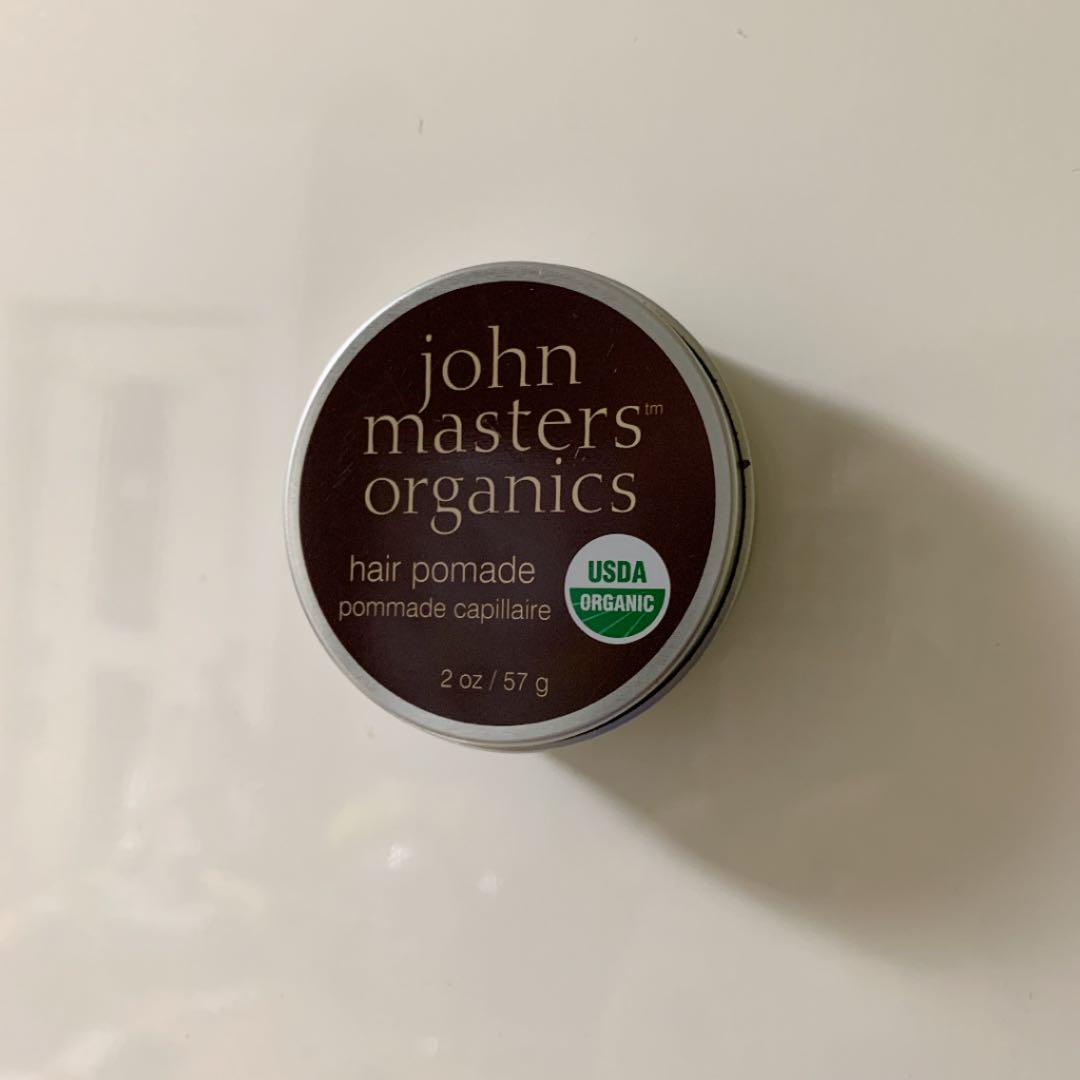 john
masters™
organics
hair pomade
pommade capillaire
USDA
ORGANIC
2 oz / 57 g